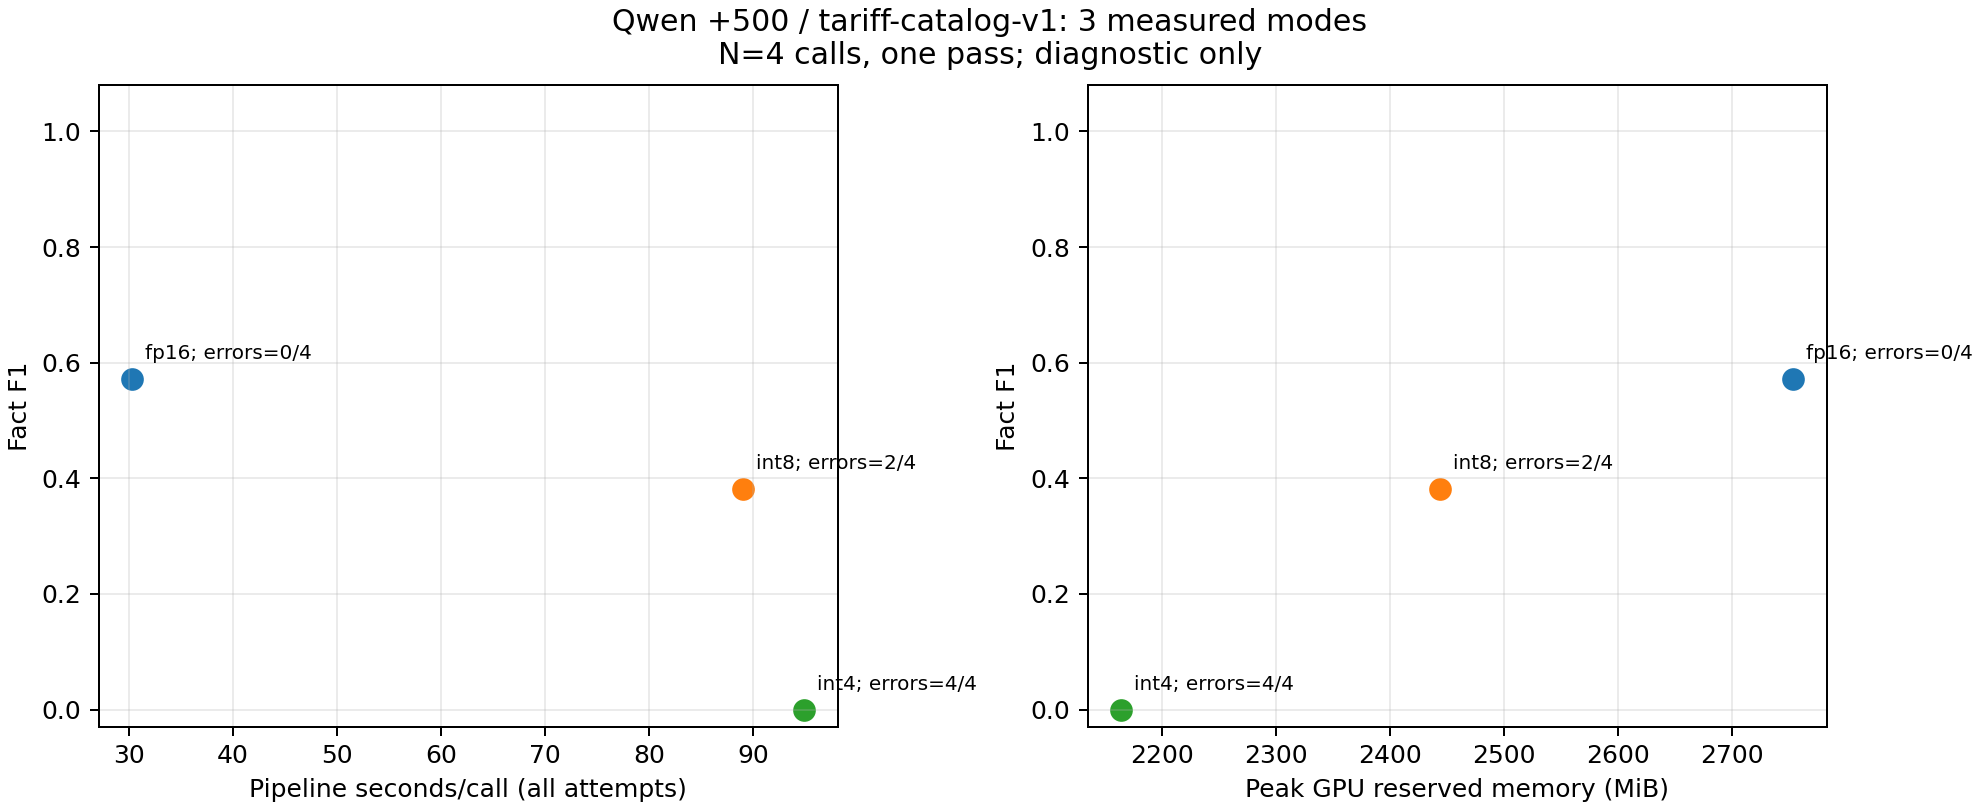 Qwen +500 / tariff-catalog-v1: 3 measured modes
N=4 calls, one pass; diagnostic only
Fact F1
1.0
0.8
0.6
0.4
0.2
0.0
fp16; errors=0/4
int8; errors=2/4
int4; errors=4/4
30 40 50 60 70 80 90
Pipeline seconds/call (all attempts)
Fact F1
1.0
0.8
0.6
0.4
0.2
0.0
fp16; errors=0/4
int8; errors=2/4
int4; errors=4/4
2200 2300 2400 2500 2600 2700
Peak GPU reserved memory (MiB)